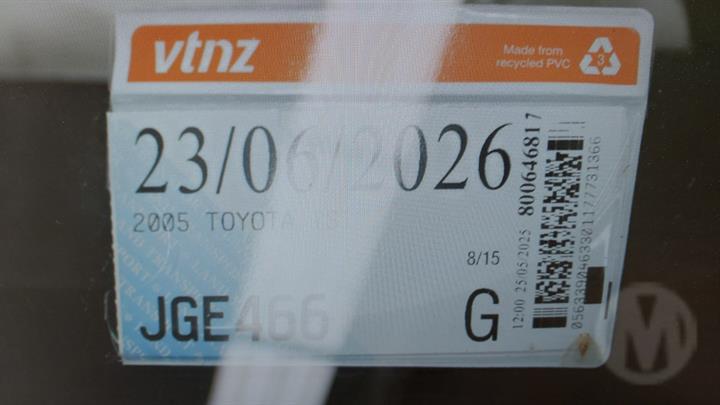 vtnz
Made from
recycled PVC
3
23/06/2026
2005 TOYOTA
8/15
JGE466
G
12:00 25/05/2025
800646817
M